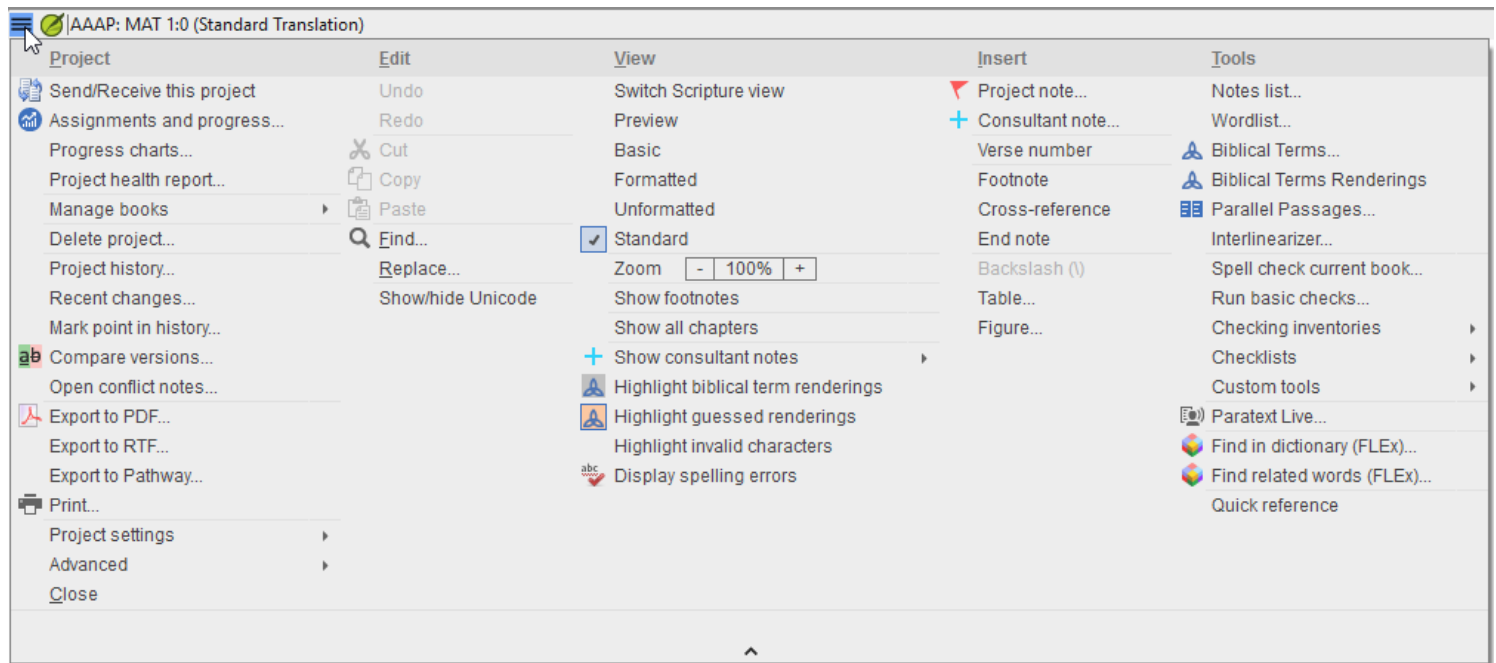 AAAP: MAT 1:0 (Standard Translation)
Project
Send/Receive this project
Assignments and progress...
Progress charts...
Project health report...
Manage books
Delete project...
Project history...
Recent changes...
Mark point in history...
ab Compare versions...
Open conflict notes...
Export to PDF...
Export to RTF...
Export to Pathway...
Print...
Project settings
Advanced
Close
Edit
Undo
Redo
Cut
Copy
Paste
Find...
Replace...
Show/hide Unicode
View
Switch Scripture view
Preview
Basic
Formatted
Unformatted
Standard
Zoom - 100% +
Show footnotes
Show all chapters
Show consultant notes
Highlight biblical term renderings
Highlight guessed renderings
Highlight invalid characters
abc Display spelling errors
Insert
Project note...
Consultant note...
Verse number
Footnote
Cross-reference
End note
Backslash (\)
Table...
Figure...
Tools
Notes list...
Wordlist...
Biblical Terms...
Biblical Terms Renderings
Parallel Passages...
Interlinearizer...
Spell check current book...
Run basic checks...
Checking inventories
Checklists
Custom tools
Paratext Live...
Find in dictionary (FLEx)...
Find related words (FLEx)...
Quick reference